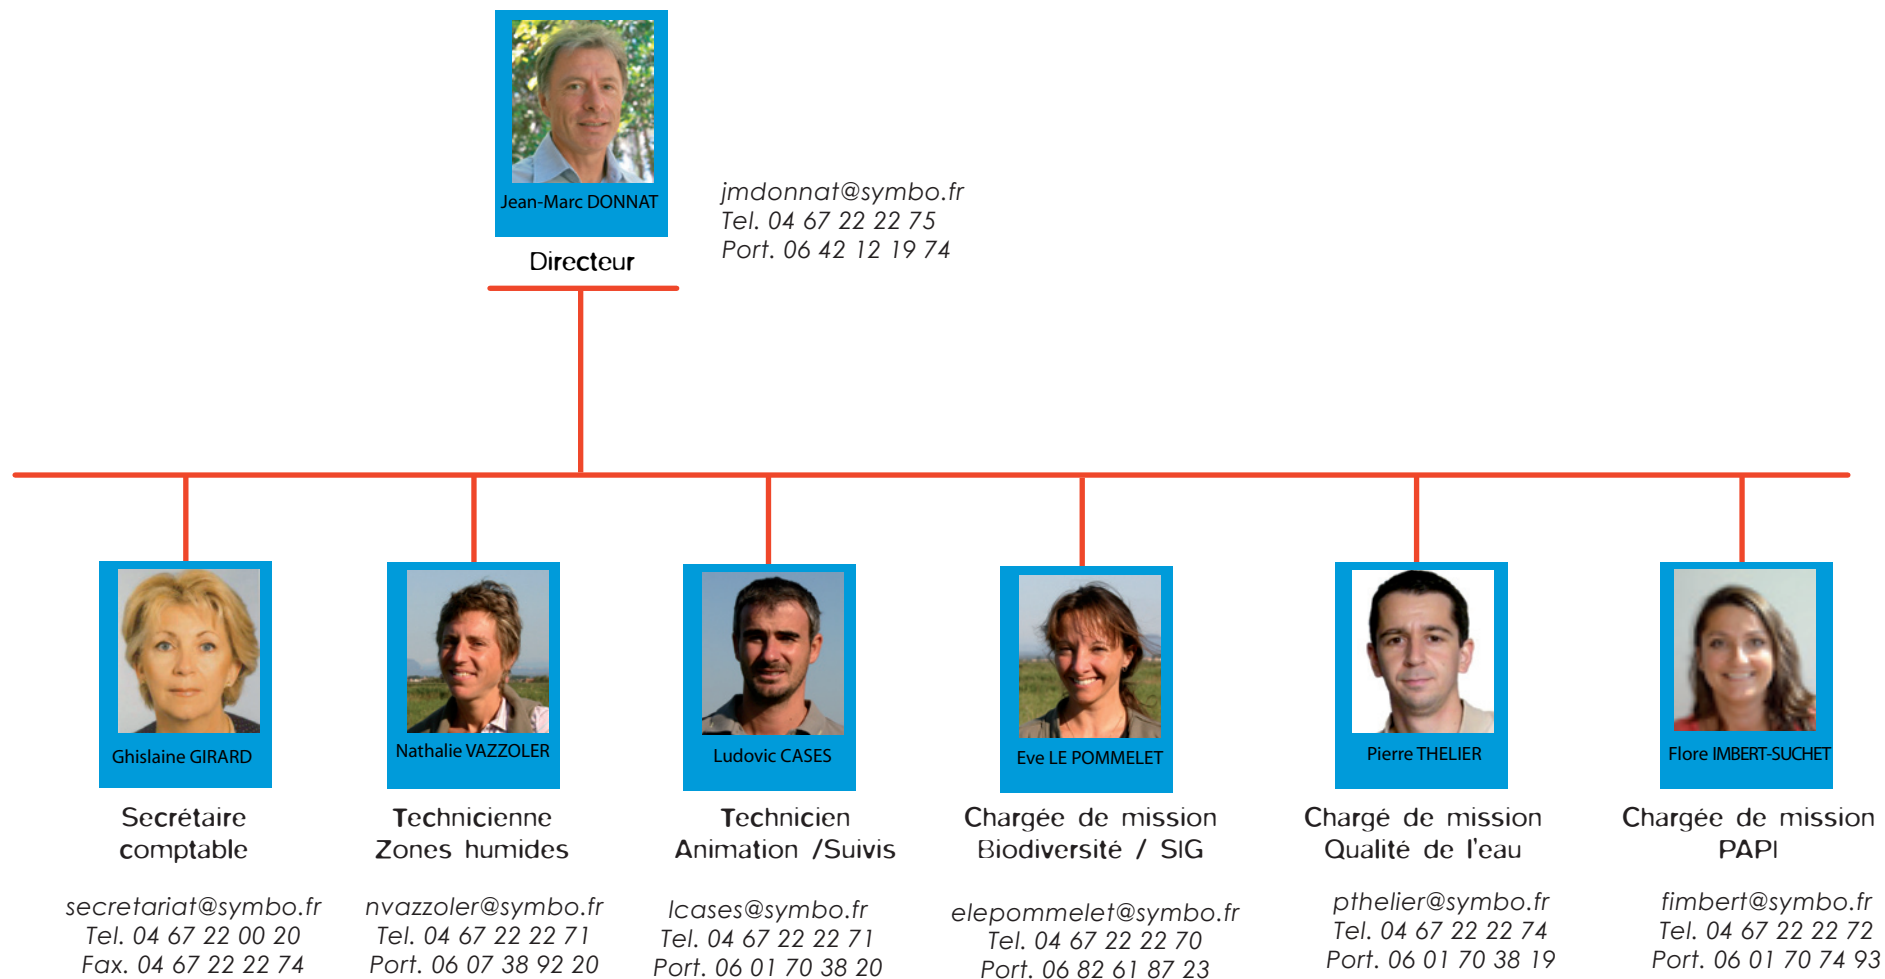 Jean-Marc DONNAT
Directeur
jmdonnat@symbo.fr
Tel. 04 67 22 22 75
Port. 06 42 12 19 74
Ghislaine GIRARD
Secrétaire
comptable
secretariat@symbo.fr
Tel. 04 67 22 00 20
Fax. 04 67 22 22 74
Nathalie VAZZOLER
Technicienne
Zones humides
nvazzoler@symbo.fr
Tel. 04 67 22 22 71
Port. 06 07 38 92 20
Ludovic CASES
Technicien
Animation /Suivis
lcases@symbo.fr
Tel. 04 67 22 22 71
Port. 06 01 70 38 20
Eve LE POMMELET
Chargée de mission
Biodiversité / SIG
elepommelet@symbo.fr
Tel. 04 67 22 22 70
Port. 06 82 61 87 23
Pierre THELIER
Chargé de mission
Qualité de l'eau
pthelier@symbo.fr
Tel. 04 67 22 22 74
Port. 06 01 70 38 19
Flore IMBERT-SUCHET
Chargée de mission
PAPI
fimbert@symbo.fr
Tel. 04 67 22 22 72
Port. 06 01 70 74 93